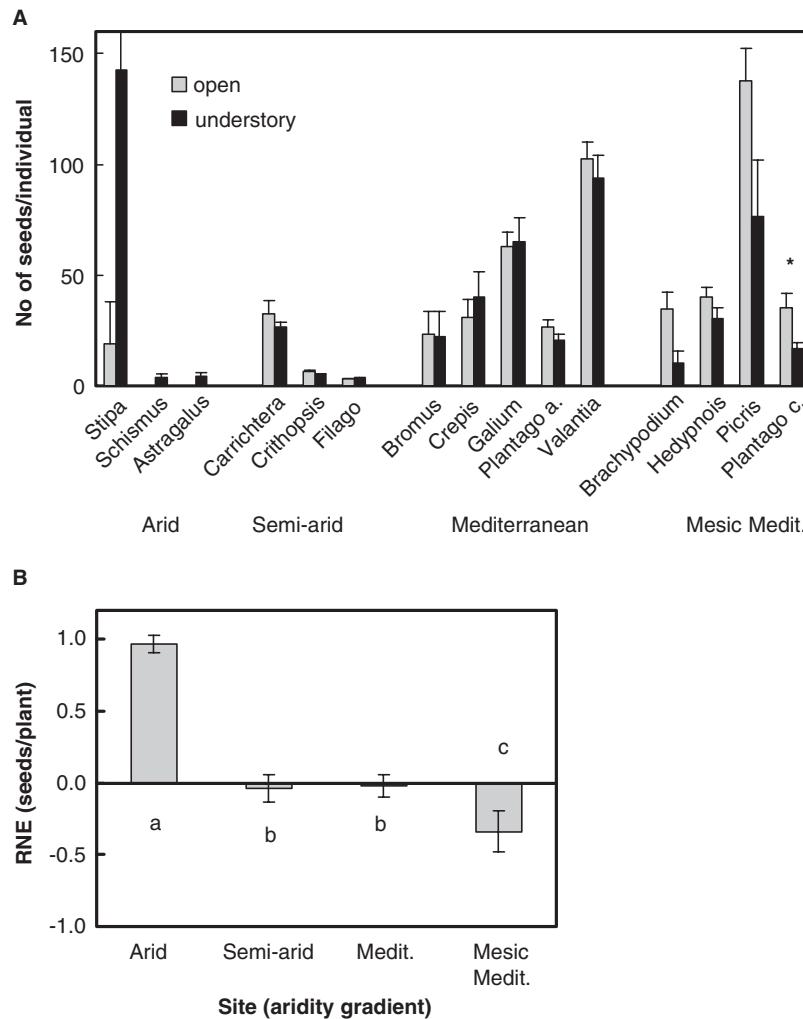 A
No of seeds/individual
150
100
50
0
open
understory
*
Stipa
Schismus
Astragalus
Carrichtera
Crithopsis
Filago
Bromus
Crepis
Galium
Plantago a.
Valantia
Brachypodium
Hedypnois
Picris
Plantago c.
Arid
Semi-arid
Mediterranean
Mesic Medit.
B
RNE (seeds/plant)
1.0
0.5
0.0
-0.5
-1.0
a
b
b
c
Arid
Semi-arid
Medit.
Mesic
Medit.
Site (aridity gradient)